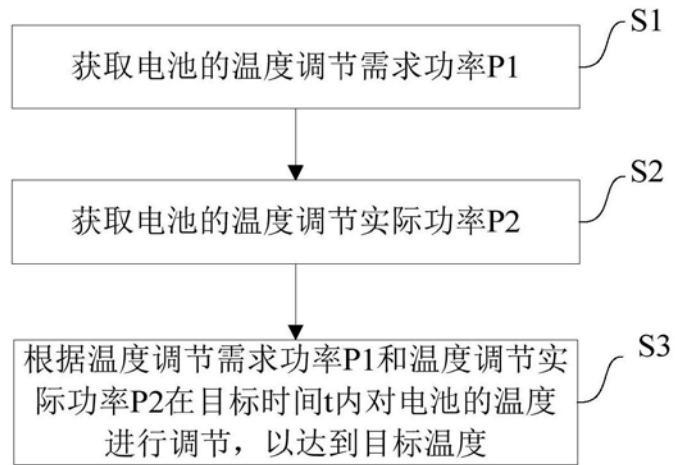 S1
获取电池的温度调节需求功率P1
S2
获取电池的温度调节实际功率P2
S3
根据温度调节需求功率P1和温度调节实
际功率P2在目标时间t内对电池的温度
进行调节，以达到目标温度